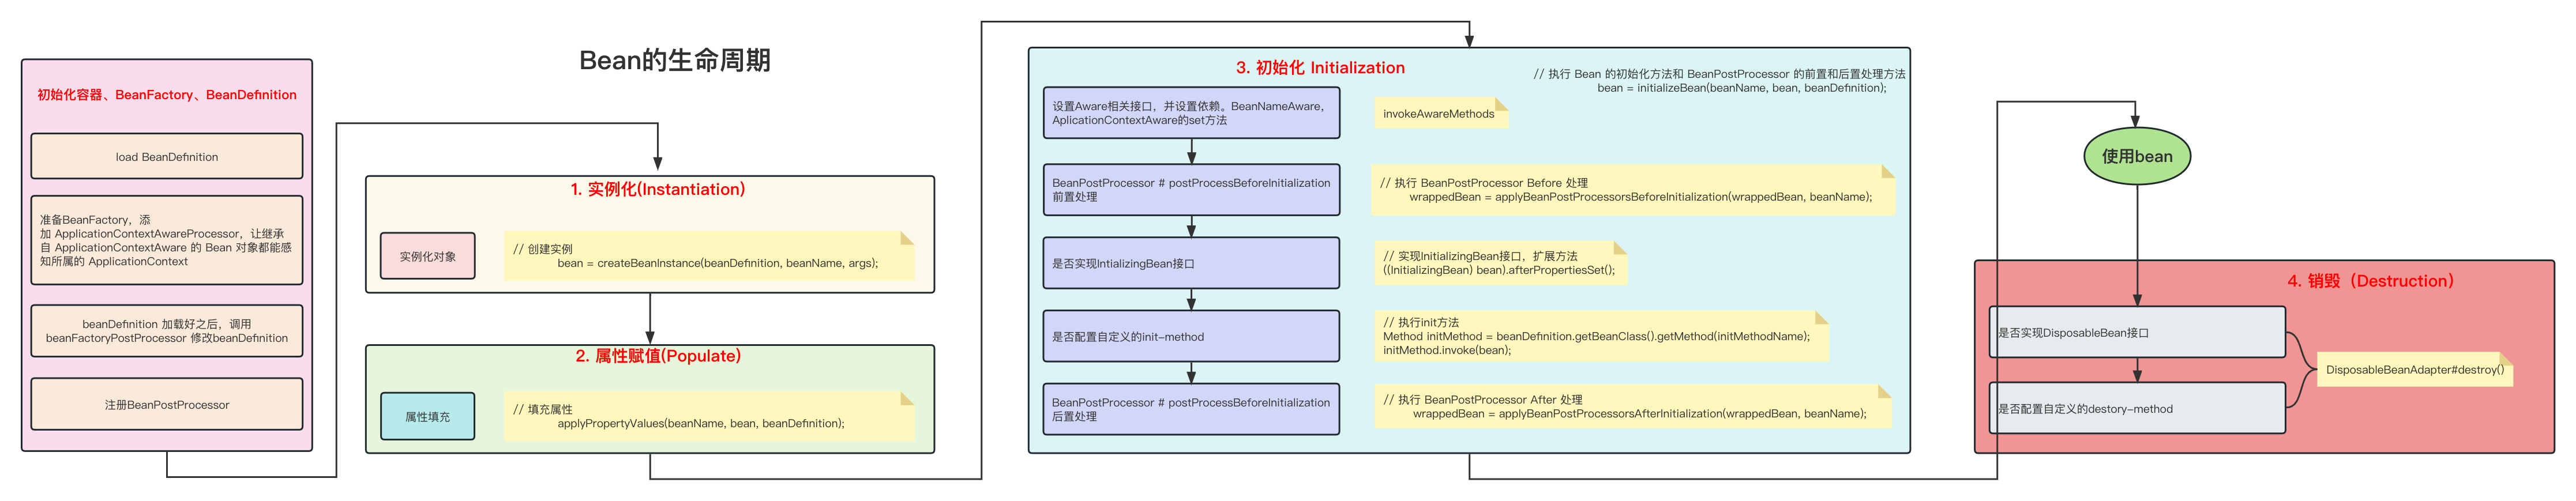 Bean的生命周期
初始化容器、BeanFactory、BeanDefinition
load BeanDefinition
准备BeanFactory，添
加 ApplicationContextAwareProcessor，让继承
自 ApplicationContextAware 的 Bean 对象都能感
知所属的 ApplicationContext
beanDefinition 加载好之后，调用
beanFactoryPostProcessor 修改beanDefinition
注册BeanPostProcessor
1. 实例化(Instantiation)
实例化对象
// 创建实例
bean = createBeanInstance(beanDefinition, beanName, args);
2. 属性赋值(Populate)
属性填充
// 填充属性
applyPropertyValues(beanName, bean, beanDefinition);
3. 初始化 Initialization
// 执行 Bean 的初始化方法和 BeanPostProcessor 的前置和后置处理方法
bean = initializeBean(beanName, bean, beanDefinition);
设置Aware相关接口，并设置依赖。BeanNameAware,
AplicationContextAware的set方法
invokeAwareMethods
BeanPostProcessor # postProcessBeforeInitialization
前置处理
// 执行 BeanPostProcessor Before 处理
wrappedBean = applyBeanPostProcessorsBeforeInitialization(wrappedBean, beanName);
是否实现IntializingBean接口
// 实现InitializingBean接口，扩展方法
((InitializingBean) bean).afterPropertiesSet();
是否配置自定义的init-method
// 执行init方法
Method initMethod = beanDefinition.getBeanClass().getMethod(initMethodName);
initMethod.invoke(bean);
BeanPostProcessor # postProcessBeforeInitialization
后置处理
// 执行 BeanPostProcessor After 处理
wrappedBean = applyBeanPostProcessorsAfterInitialization(wrappedBean, beanName);
使用bean
4. 销毁（Destruction）
是否实现DisposableBean接口
DisposableBeanAdapter#destroy()
是否配置自定义的destory-method